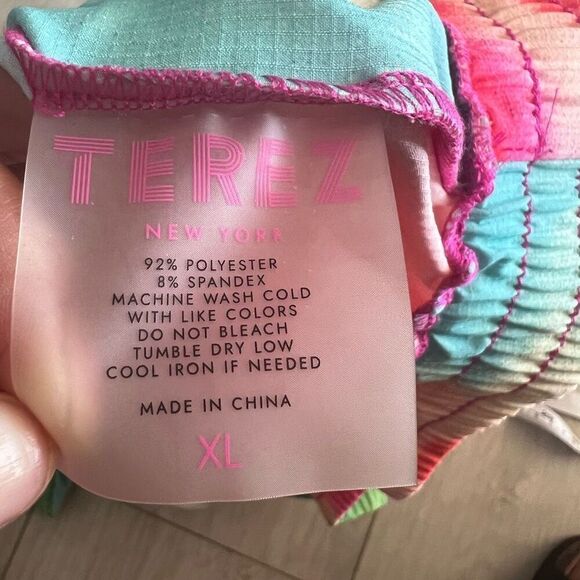 TEREZ
NEW YORK
92% POLYESTER
8% SPANDEX
MACHINE WASH COLD
WITH LIKE COLORS
DO NOT BLEACH
TUMBLE DRY LOW
COOL IRON IF NEEDED
MADE IN CHINA
XL